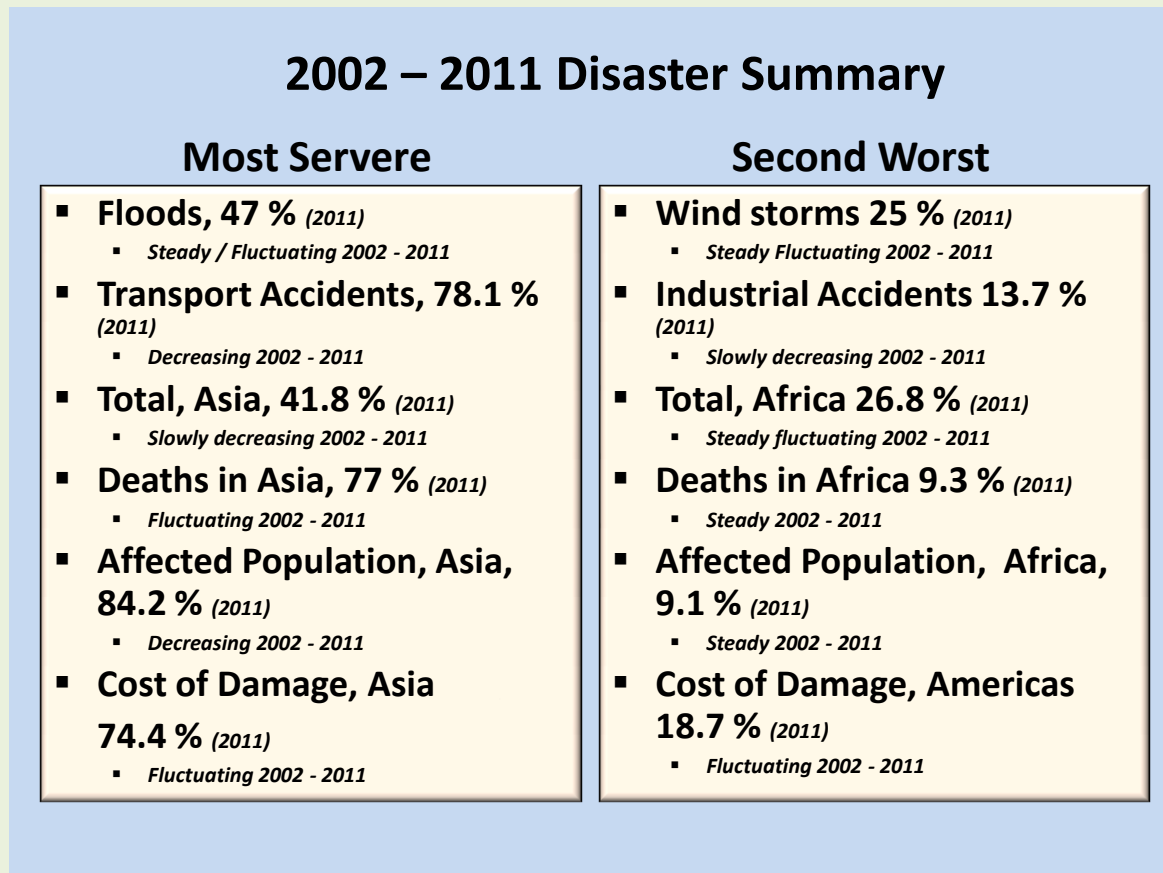 2002 – 2011 Disaster Summary
Most Servere
▪ Floods, 47 % (2011)
▪ Steady / Fluctuating 2002 - 2011
▪ Transport Accidents, 78.1 %
(2011)
▪ Decreasing 2002 - 2011
▪ Total, Asia, 41.8 % (2011)
▪ Slowly decreasing 2002 - 2011
▪ Deaths in Asia, 77 % (2011)
▪ Fluctuating 2002 - 2011
▪ Affected Population, Asia,
84.2 % (2011)
▪ Decreasing 2002 - 2011
▪ Cost of Damage, Asia
74.4 % (2011)
▪ Fluctuating 2002 - 2011
Second Worst
▪ Wind storms 25 % (2011)
▪ Steady Fluctuating 2002 - 2011
▪ Industrial Accidents 13.7 %
(2011)
▪ Slowly decreasing 2002 - 2011
▪ Total, Africa 26.8 % (2011)
▪ Steady fluctuating 2002 - 2011
▪ Deaths in Africa 9.3 % (2011)
▪ Steady 2002 - 2011
▪ Affected Population, Africa,
9.1 % (2011)
▪ Steady 2002 - 2011
▪ Cost of Damage, Americas
18.7 % (2011)
▪ Fluctuating 2002 - 2011